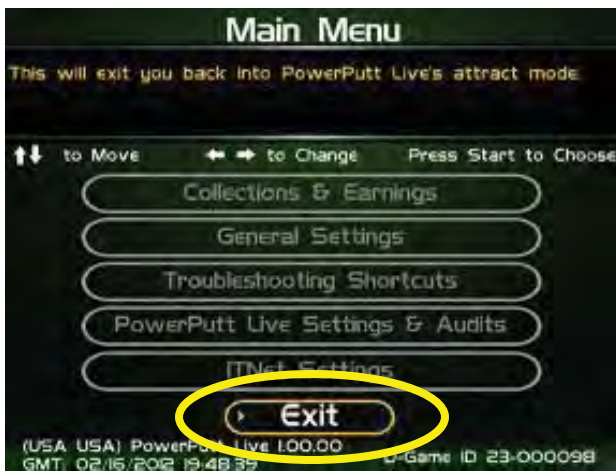 Main Menu
This will exit you back into PowerPutt Live's attract mode.
to Move to Change Press Start to Choose
Collections & Earnings
General Settings
Troubleshooting Shortcuts
PowerPutt Live Settings & Audits
ITNet Settings
Exit
(USA USA) PowerPutt Live 1.00.00
GMT: 02/16/2012 19:48:39 D-Game ID 23-000098